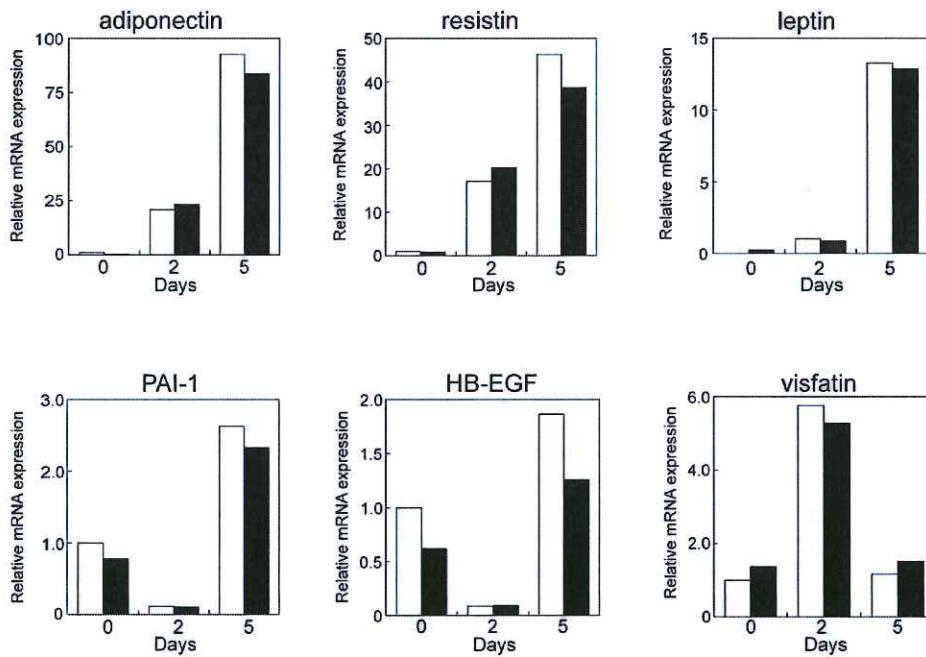 adiponectin
Relative mRNA expression
100
75
50
25
0
0 2 5
Days
resistin
Relative mRNA expression
50
40
30
20
10
0
0 2 5
Days
leptin
Relative mRNA expression
15
10
5
0
0 2 5
Days
PAI-1
Relative mRNA expression
3.0
2.0
1.0
0
0 2 5
Days
HB-EGF
Relative mRNA expression
2.0
1.5
1.0
0.5
0
0 2 5
Days
visfatin
Relative mRNA expression
6.0
4.0
2.0
0
0 2 5
Days